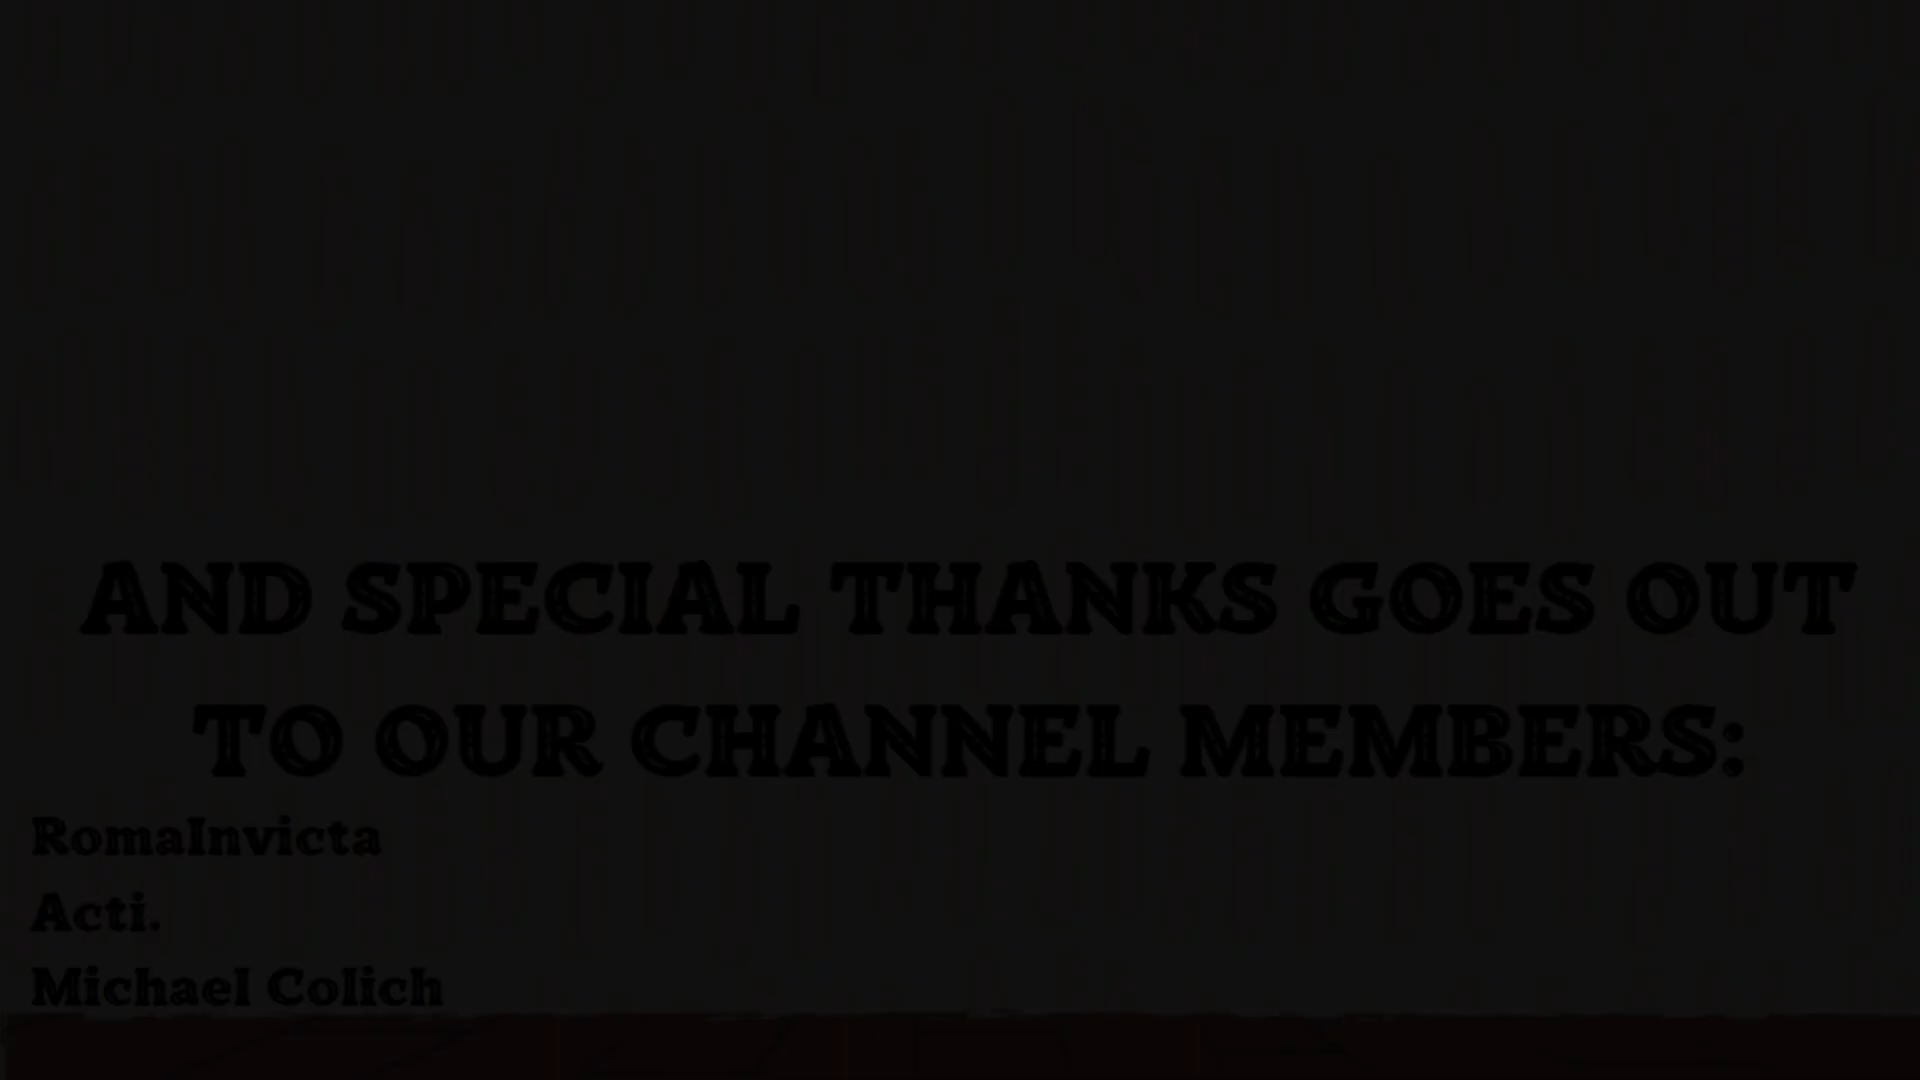 AND SPECIAL THANKS GOES OUT
TO OUR CHANNEL MEMBERS:
RomaInvicta
Acti.
Michael Colich